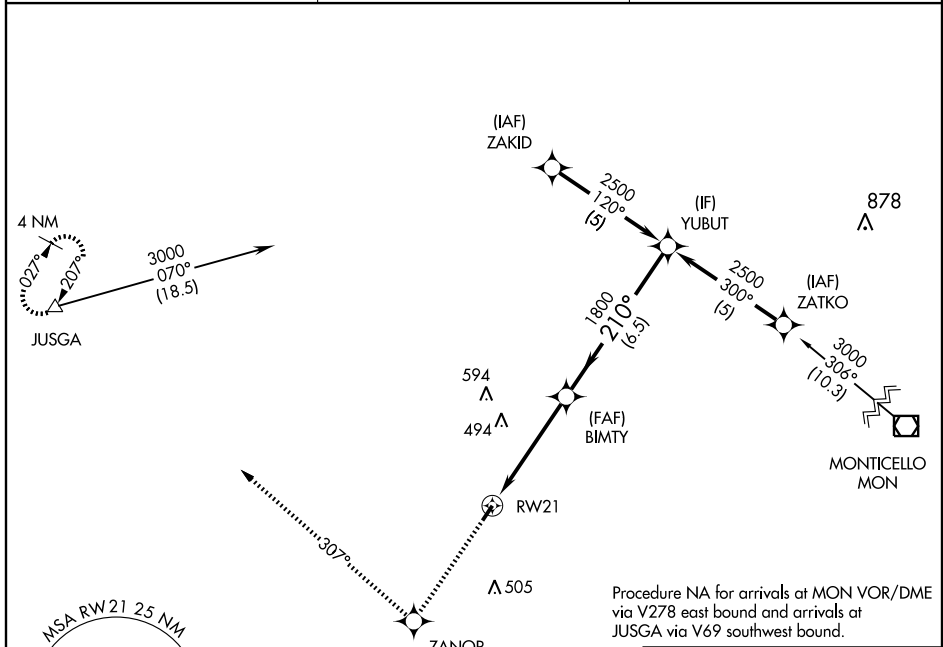 (IAF)
ZAKID
2500
120°
(5)
(IF)
YUBUT
878
4 NM
027°
207°
JUSGA
3000
070°
(18.5)
2500
300°
(5)
(IAF)
ZATKO
1800
210°
(6.5)
3000
306°
(10.3)
594
494
(FAF)
BIMTY
MONTICELLO
MON
RW21
307°
505
Procedure NA for arrivals at MON VOR/DME
via V278 east bound and arrivals at
JUSGA via V69 southwest bound.
MSA RW21 25 NM